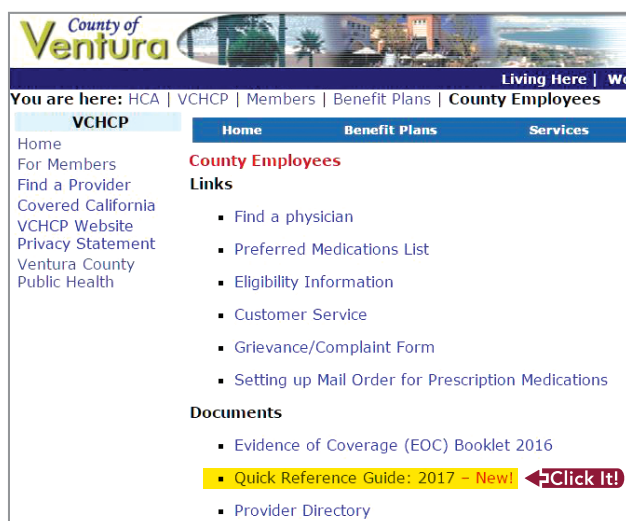 County of
Ventura
Living Here |
You are here: HCA | VCHCP | Members | Benefit Plans | County Employees
VCHCP
Home
For Members
Find a Provider
Covered California
VCHCP Website
Privacy Statement
Ventura County
Public Health
Home Benefit Plans Services
County Employees
Links
Find a physician
Preferred Medications List
Eligibility Information
Customer Service
Grievance/Complaint Form
Setting up Mail Order for Prescription Medications
Documents
Evidence of Coverage (EOC) Booklet 2016
Quick Reference Guide: 2017 – New! Click It!
Provider Directory